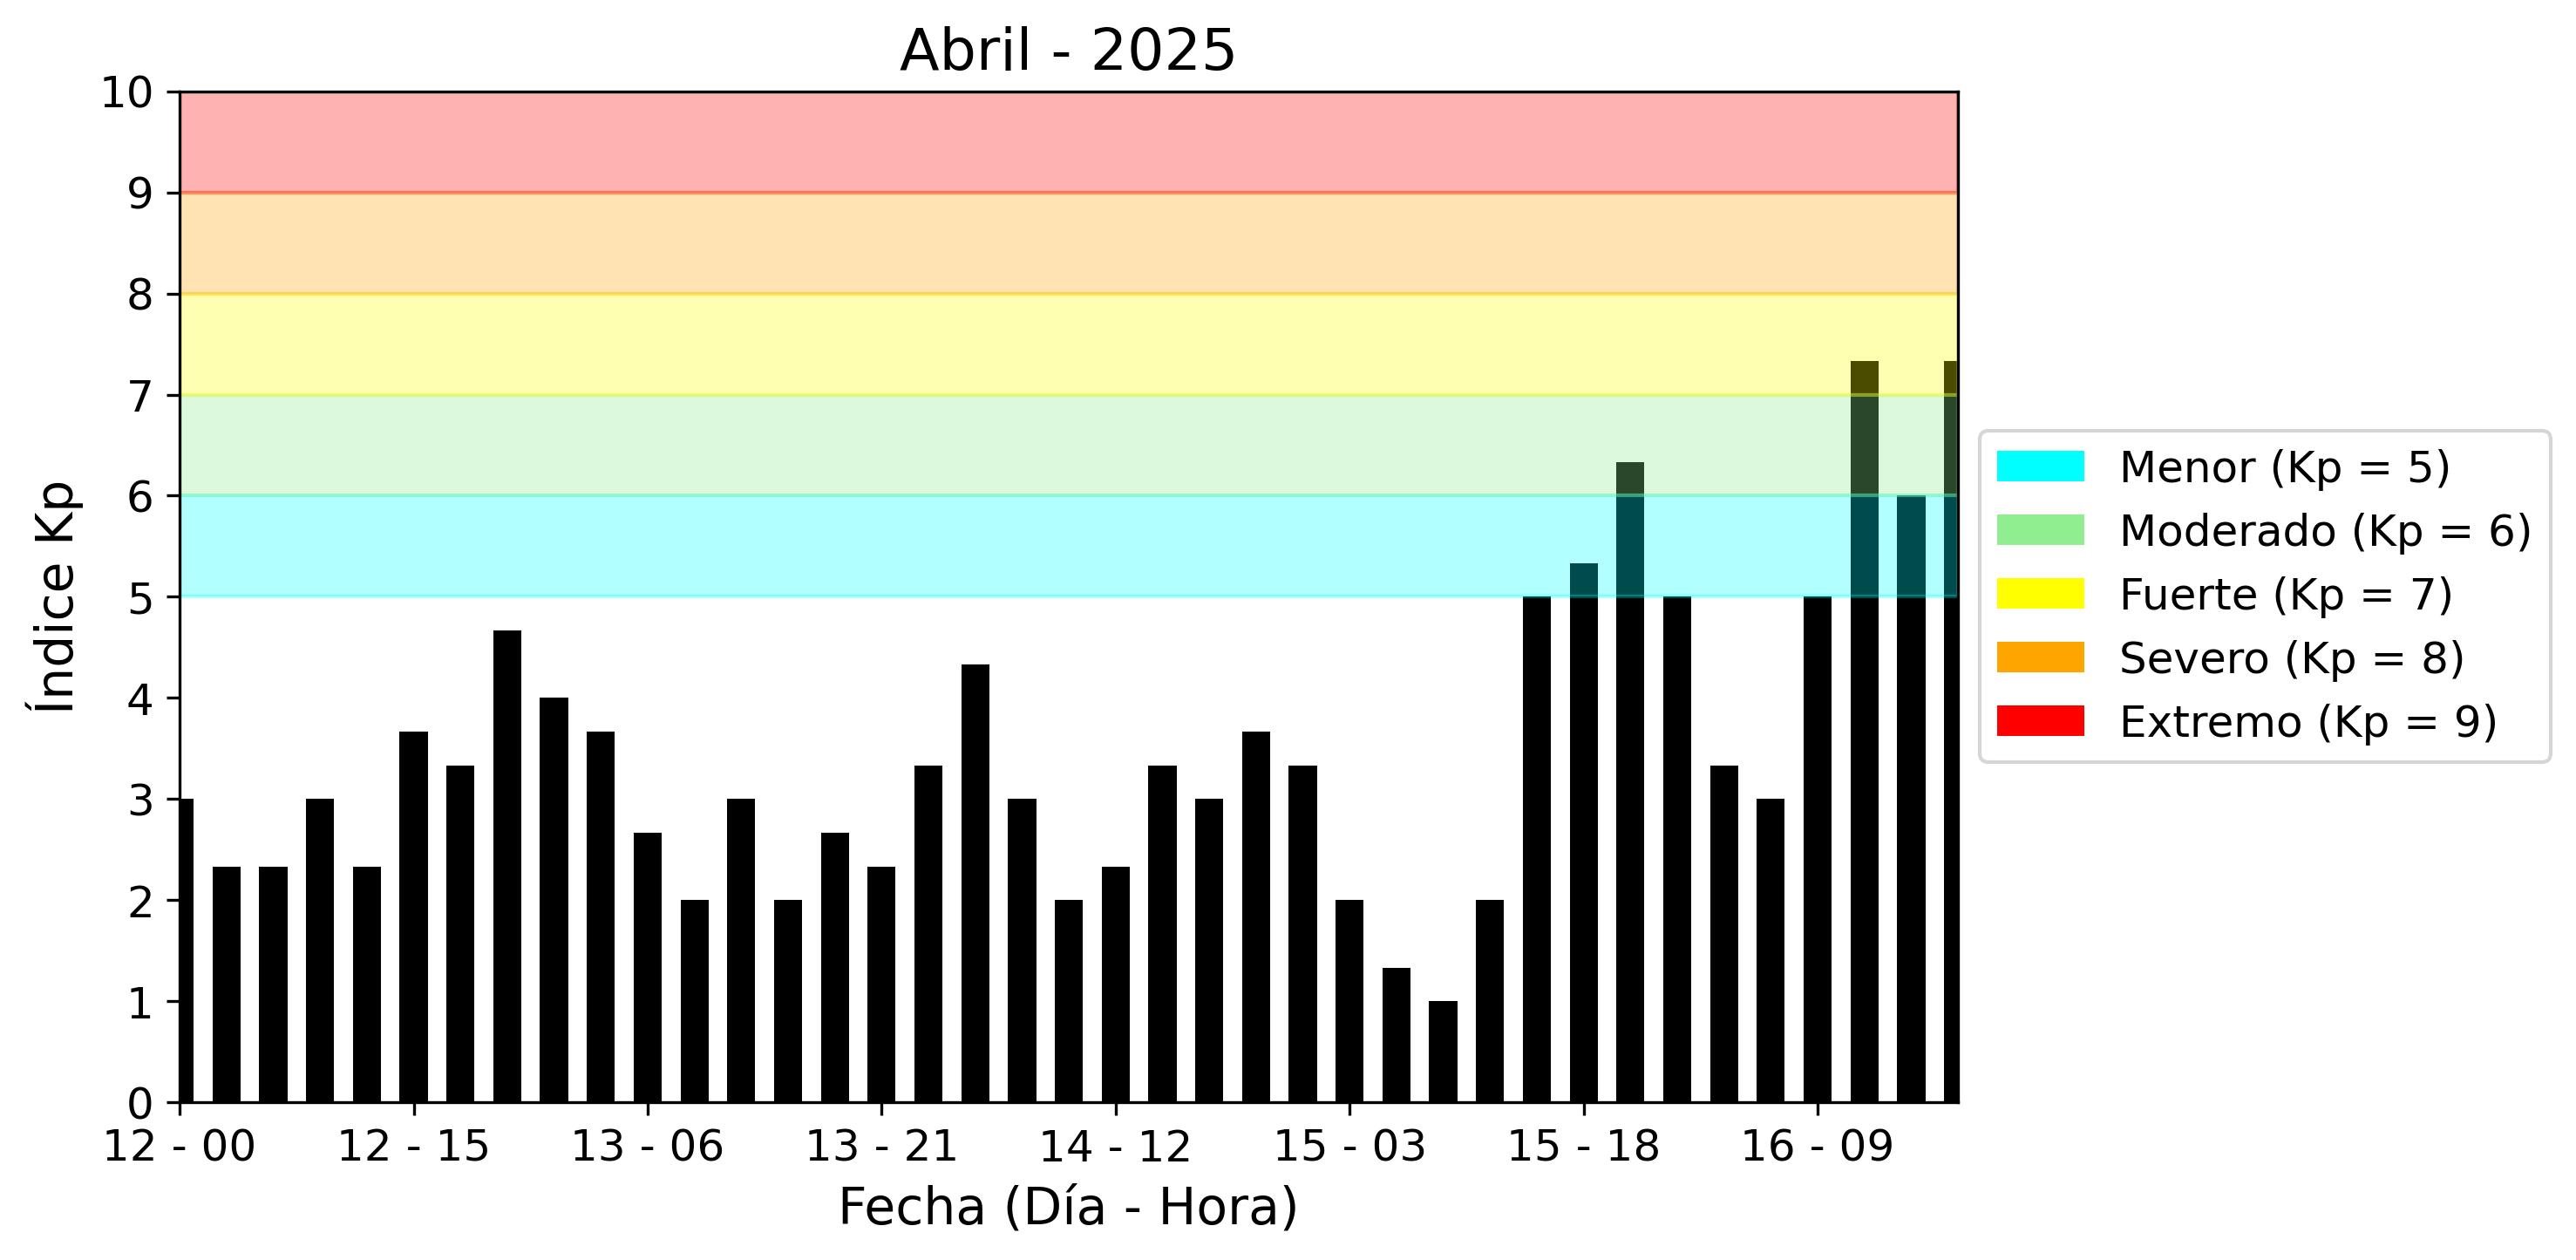 Abril - 2025
10
9
8
7
6
5
4
3
2
1
0
Índice Kp
12 - 00
12 - 15
13 - 06
13 - 21
14 - 12
15 - 03
15 - 18
16 - 09
Fecha (Día - Hora)
Menor (Kp = 5)
Moderado (Kp = 6)
Fuerte (Kp = 7)
Severo (Kp = 8)
Extremo (Kp = 9)